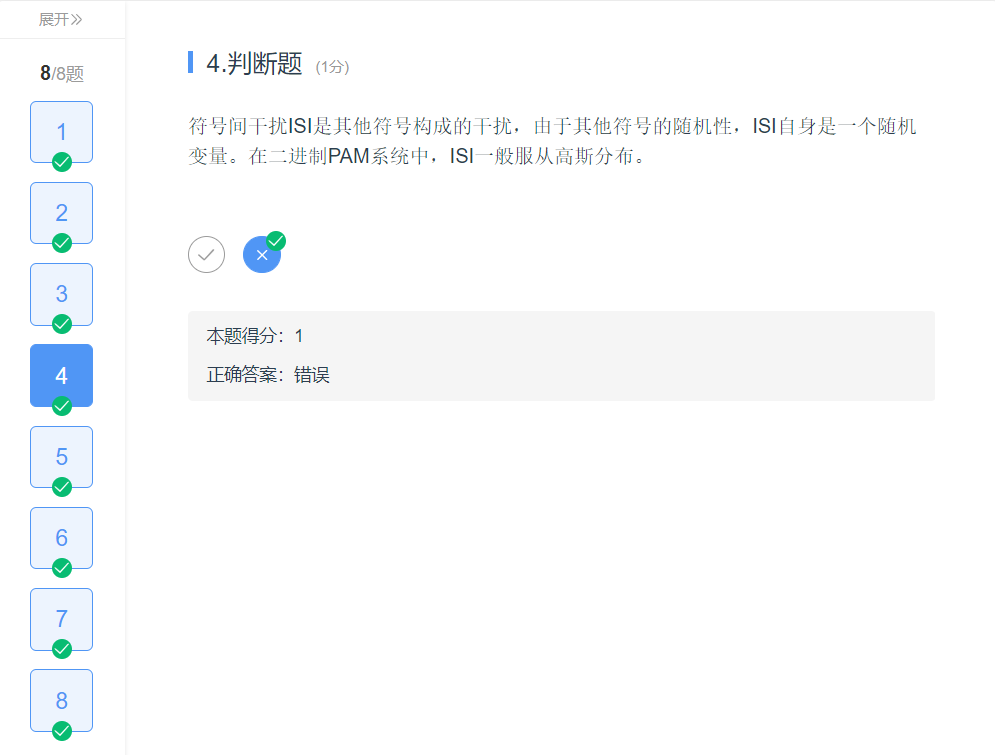 展开
8/8题
1
2
3
4
5
6
7
8
4.判断题 (1分)
符号间干扰ISI是其他符号构成的干扰，由于其他符号的随机性，ISI自身是一个随机
变量。在二进制PAM系统中，ISI一般服从高斯分布。
本题得分：1
正确答案：错误